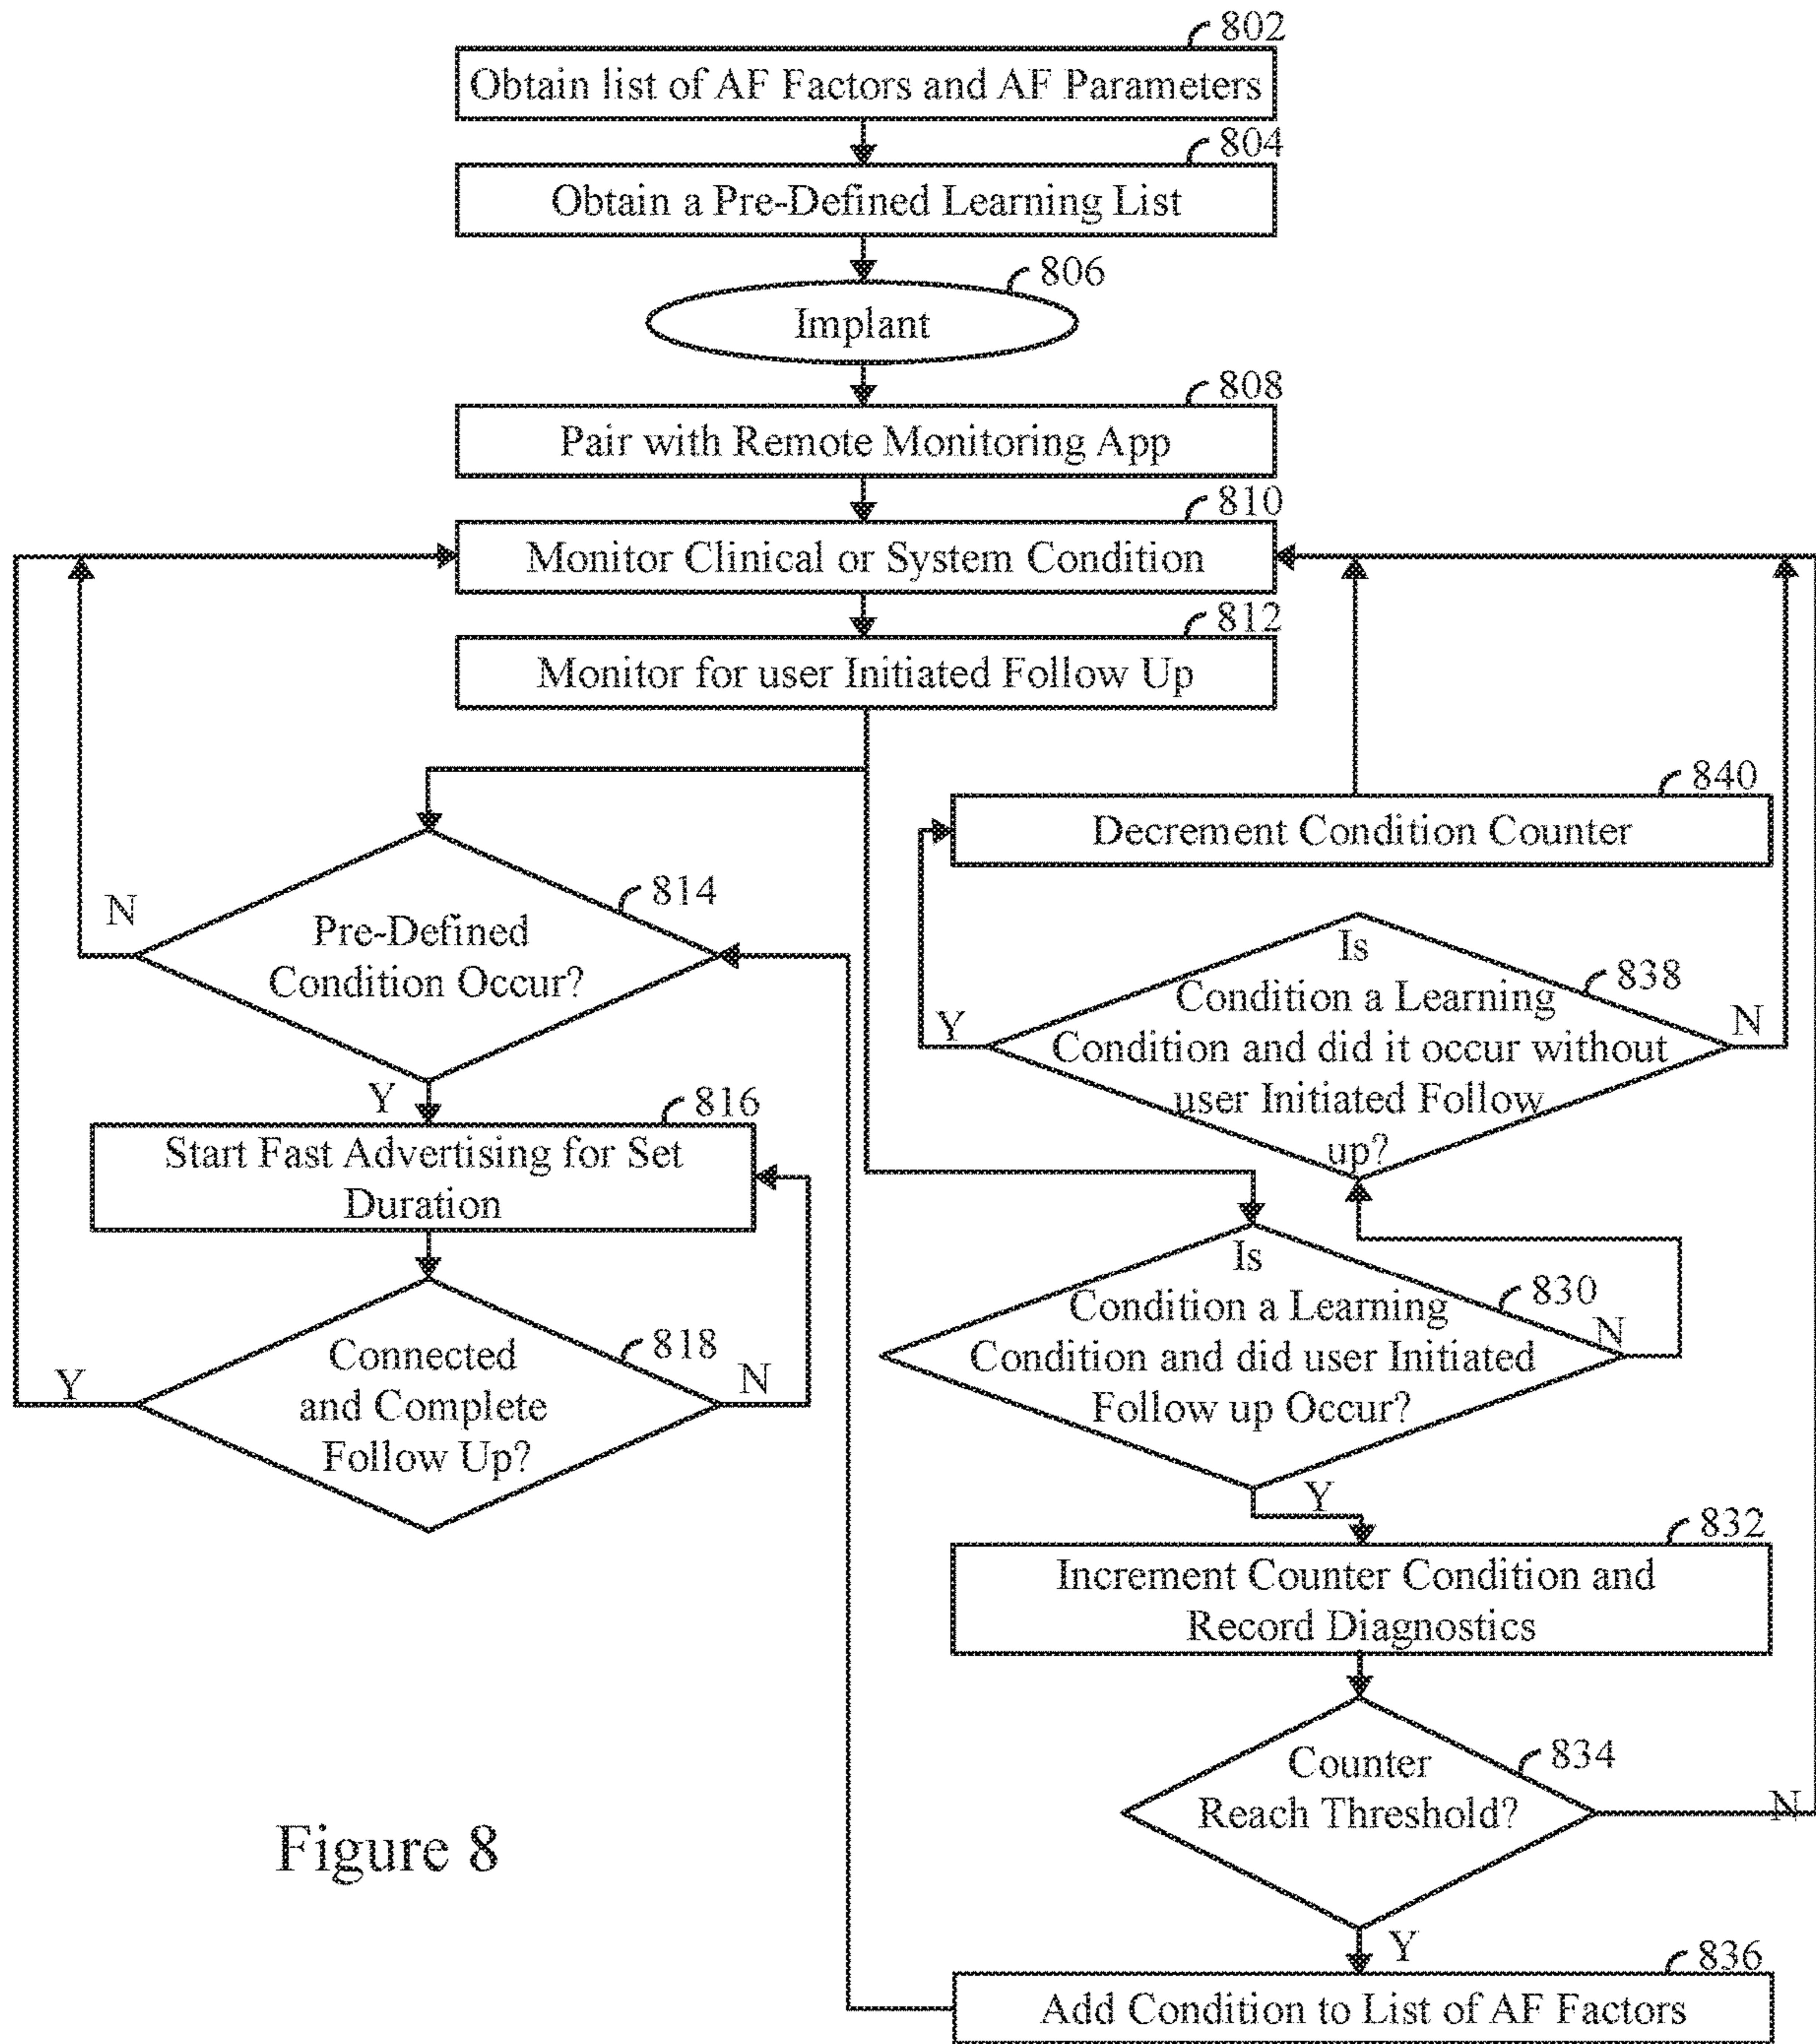 802
Obtain list of AF Factors and AF Parameters
804
Obtain a Pre-Defined Learning List
806
Implant
808
Pair with Remote Monitoring App
810
Monitor Clinical or System Condition
812
Monitor for user Initiated Follow Up
814
Pre-Defined
Condition Occur?
N
Y
816
Start Fast Advertising for Set
Duration
818
Connected
and Complete
Follow Up?
Y
N
840
Decrement Condition Counter
838
Is
Condition a Learning
Condition and did it occur without
user Initiated Follow
up?
Y
N
830
Is
Condition a Learning
Condition and did user Initiated
Follow up Occur?
N
Y
832
Increment Counter Condition and
Record Diagnostics
834
Counter
Reach Threshold?
N
Y
836
Add Condition to List of AF Factors
Figure 8